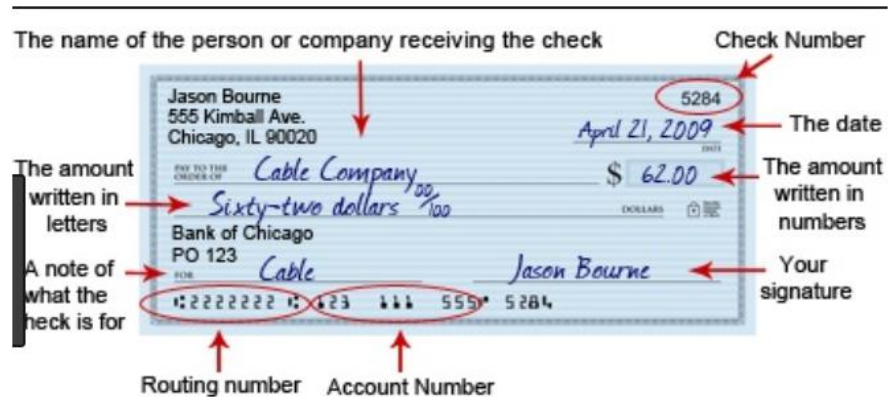 The name of the person or company receiving the check
Check Number
Jason Bourne
5284
555 Kimball Ave.
Chicago, IL 90020
April 21, 2009
The date
DATE
The amount
written in
letters
PAY TO THE
ORDER OF
Cable Company
$ 62.00
The amount
written in
numbers
Sixty-two dollars 00/100
DOLLARS
Bank of Chicago
PO 123
A note of
what the
heck is for
FOR
Cable
Jason Bourne
Your
signature
⑆2222222⑆ 123 111 555⑈ 5284
Routing number
Account Number